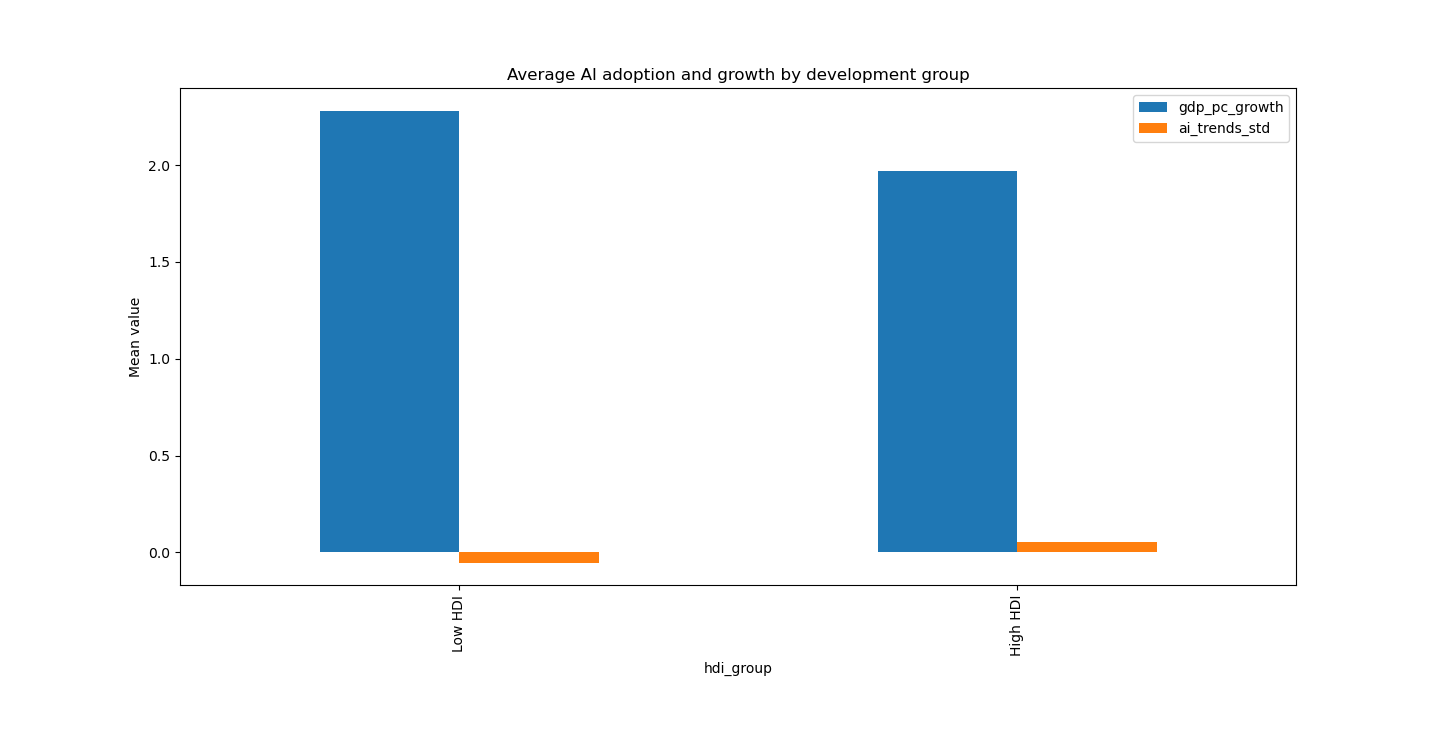 Average AI adoption and growth by development group
gdp_pc_growth
ai_trends_std
2.0
1.5
1.0
0.5
0.0
Mean value
Low HDI
High HDI
hdi_group